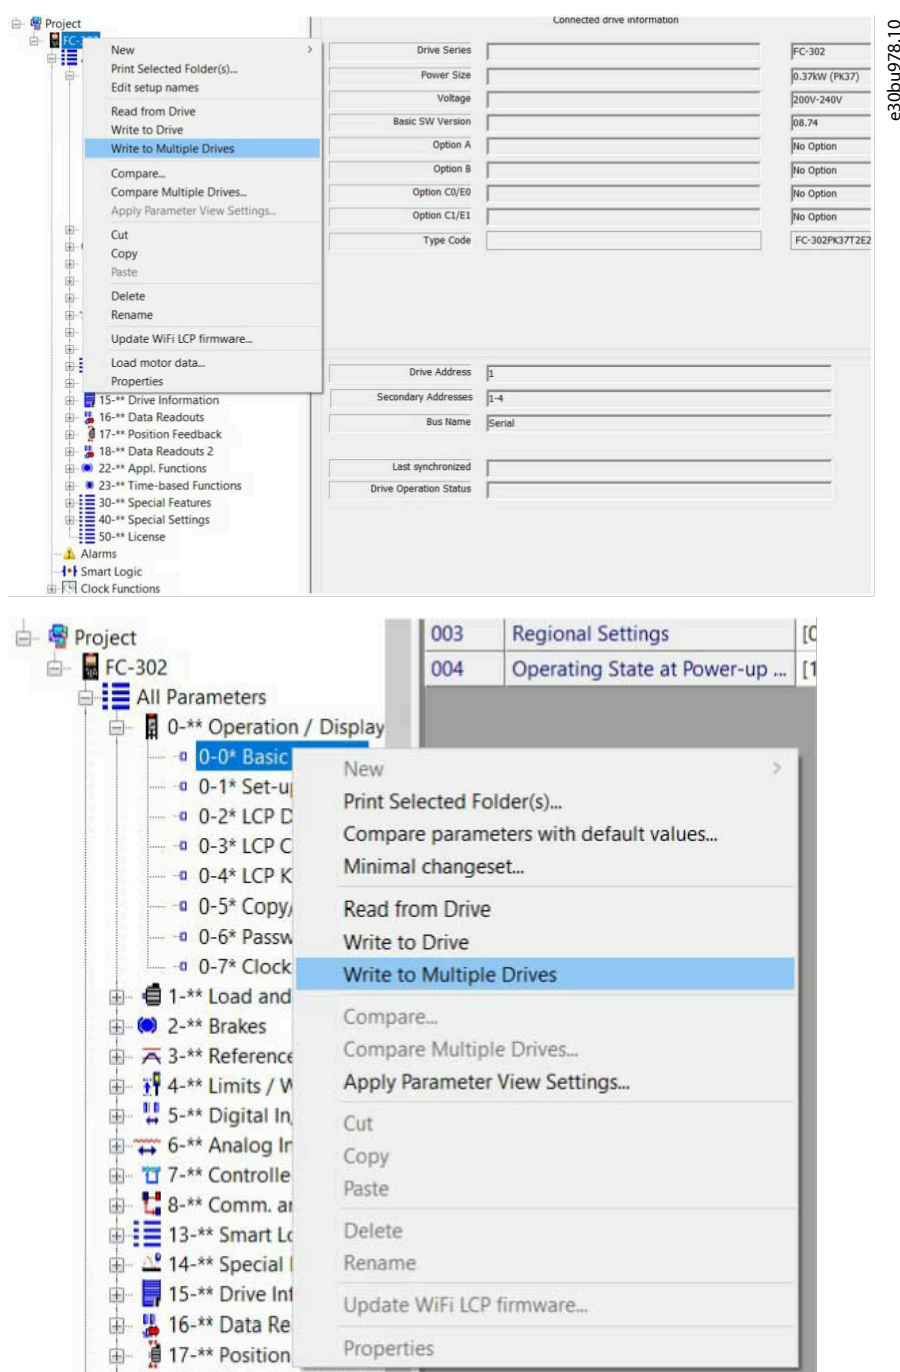 Project
Connected drive information
New
Print Selected Folder(s)...
Edit setup names
Read from Drive
Write to Drive
Write to Multiple Drives
Compare...
Compare Multiple Drives...
Apply Parameter View Settings...
Cut
Copy
Paste
Delete
Rename
Update WiFi LCP firmware...
Load motor data...
Properties
15-** Drive Information
16-** Data Readouts
17-** Position Feedback
18-** Data Readouts 2
22-** Appl. Functions
23-** Time-based Functions
30-** Special Features
40-** Special Settings
50-** License
Alarms
Smart Logic
Clock Functions
Drive Series FC-302
Power Size 0.37kW (PK37)
Voltage 200V-240V
Basic SW Version 08.74
Option A No Option
Option B No Option
Option C0/E0 No Option
Option C1/E1 No Option
Type Code FC-302PK37T2E2
Drive Address 1
Secondary Addresses 1-4
Bus Name Serial
Last synchronized
Drive Operation Status
e30bu978.10
Project
FC-302
All Parameters
0-** Operation / Display
0-0* Basic
0-1* Set-u
0-2* LCP D
0-3* LCP C
0-4* LCP K
0-5* Copy/
0-6* Passw
0-7* Clock
1-** Load and
2-** Brakes
3-** Reference
4-** Limits / W
5-** Digital In
6-** Analog In
7-** Controlle
8-** Comm. a
13-** Smart Lo
14-** Special
15-** Drive Inf
16-** Data Re
17-** Position
003 Regional Settings [0
004 Operating State at Power-up ... [1
New
Print Selected Folder(s)...
Compare parameters with default values...
Minimal changeset...
Read from Drive
Write to Drive
Write to Multiple Drives
Compare...
Compare Multiple Drives...
Apply Parameter View Settings...
Cut
Copy
Paste
Delete
Rename
Update WiFi LCP firmware...
Properties